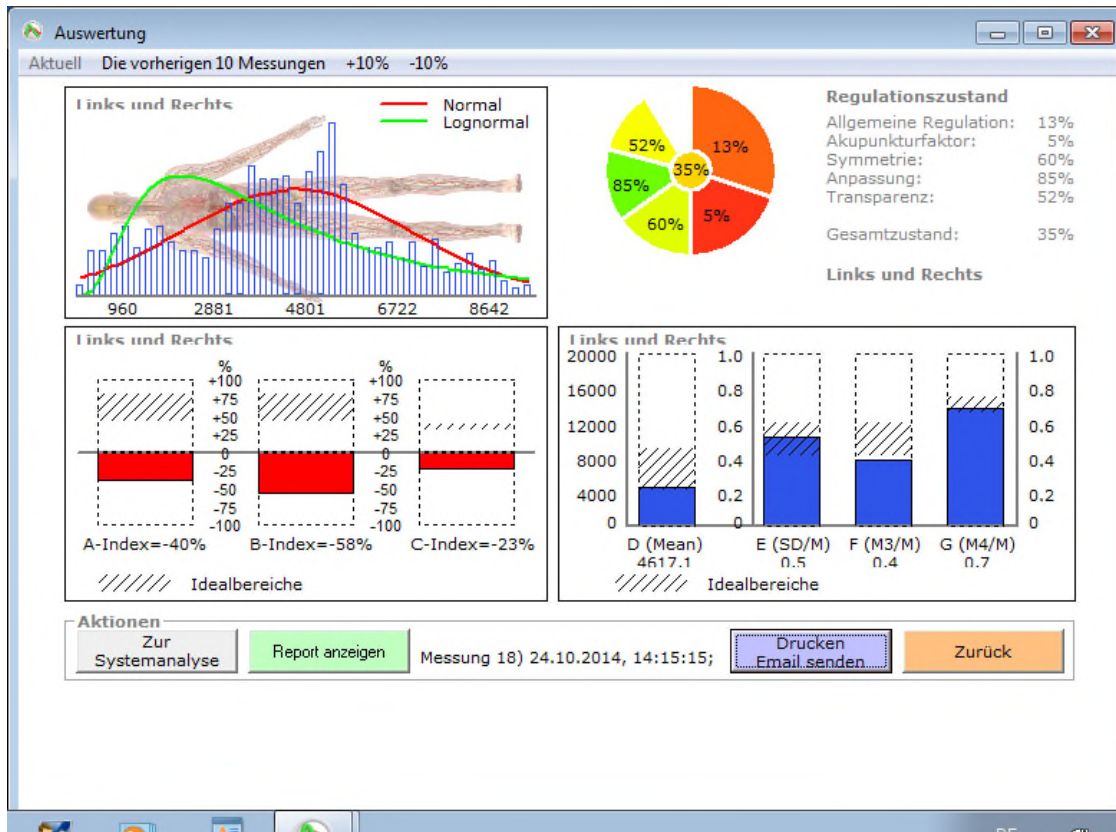 Auswertung
Aktuell Die vorherigen 10 Messungen +10% -10%
Links und Rechts
Normal
Lognormal
960 2881 4801 6722 8642
52%
13%
35%
85%
60%
5%
Regulationszustand
Allgemeine Regulation: 13%
Akupunkturfaktor: 5%
Symmetrie: 60%
Anpassung: 85%
Transparenz: 52%
Gesamtzustand: 35%
Links und Rechts
Links und Rechts
% %
+100 +100
+75 +75
+50 +50
+25 +25
0 0
-25 -25
-50 -50
-75 -75
-100 -100
A-Index=-40% B-Index=-58% C-Index=-23%
Idealbereiche
Links und Rechts
20000 1.0 1.0
16000 0.8 0.8
12000 0.6 0.6
8000 0.4 0.4
4000 0.2 0.2
0 0 0
D (Mean) E (SD/M) F (M3/M) G (M4/M)
4617.1 0.5 0.4 0.7
Idealbereiche
Aktionen
Zur
Systemanalyse
Report anzeigen
Messung 18) 24.10.2014, 14:15:15;
Drucken
Email senden
Zurück